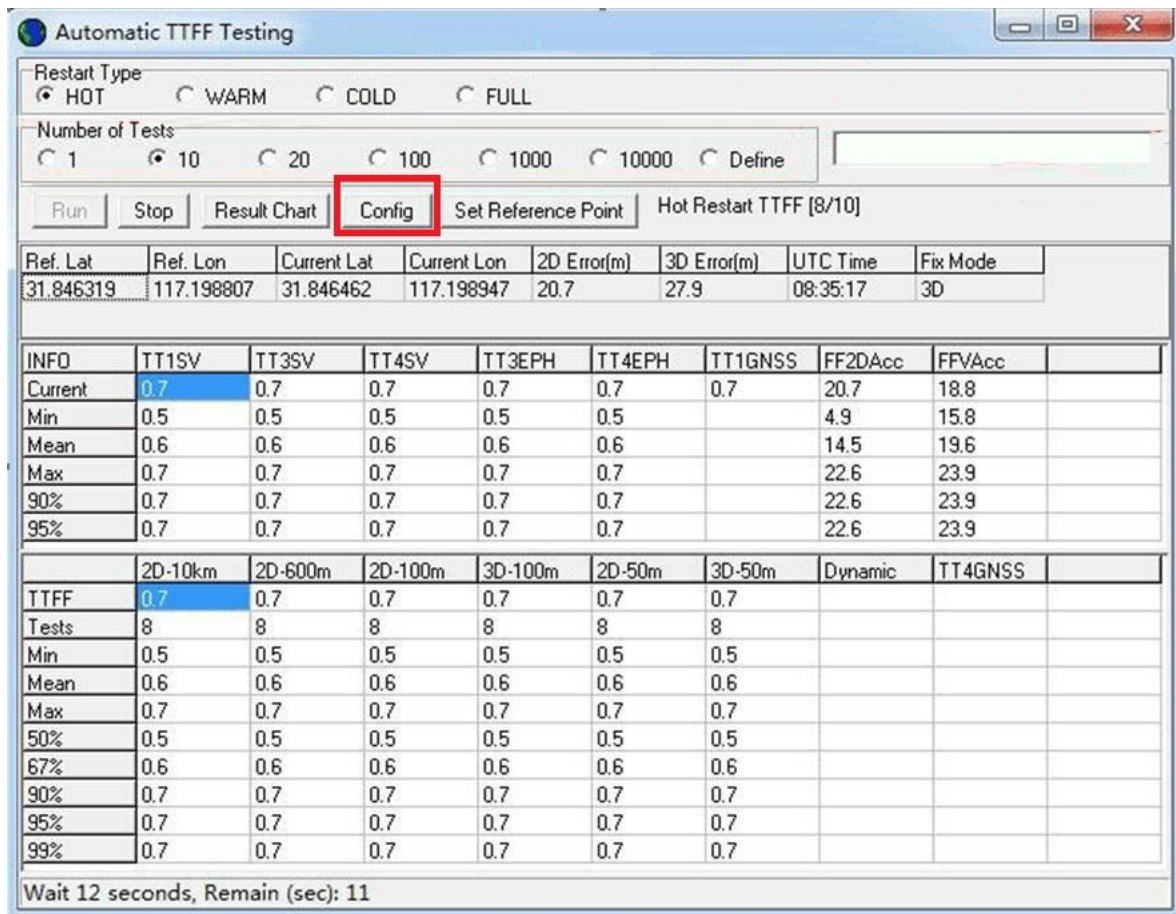 Automatic TTFF Testing
Restart Type
HOT WARM COLD FULL
Number of Tests
1 10 20 100 1000 10000 Define
Run Stop Result Chart Config Set Reference Point Hot Restart TTFF [8/10]
Ref. Lat Ref. Lon Current Lat Current Lon 2D Error(m) 3D Error(m) UTC Time Fix Mode
31.846319 117.198807 31.846462 117.198947 20.7 27.9 08:35:17 3D
INFO TT1SV TT3SV TT4SV TT3EPH TT4EPH TT1GNSS FF2DAcc FFVAcc
Current 0.7 0.7 0.7 0.7 0.7 0.7 20.7 18.8
Min 0.5 0.5 0.5 0.5 0.5 4.9 15.8
Mean 0.6 0.6 0.6 0.6 0.6 14.5 19.6
Max 0.7 0.7 0.7 0.7 0.7 22.6 23.9
90% 0.7 0.7 0.7 0.7 0.7 22.6 23.9
95% 0.7 0.7 0.7 0.7 0.7 22.6 23.9
2D-10km 2D-600m 2D-100m 3D-100m 2D-50m 3D-50m Dynamic TT4GNSS
TTFF 0.7 0.7 0.7 0.7 0.7 0.7
Tests 8 8 8 8 8 8
Min 0.5 0.5 0.5 0.5 0.5 0.5
Mean 0.6 0.6 0.6 0.6 0.6 0.6
Max 0.7 0.7 0.7 0.7 0.7 0.7
50% 0.5 0.5 0.5 0.5 0.5 0.5
67% 0.6 0.6 0.6 0.6 0.6 0.6
90% 0.7 0.7 0.7 0.7 0.7 0.7
95% 0.7 0.7 0.7 0.7 0.7 0.7
99% 0.7 0.7 0.7 0.7 0.7 0.7
Wait 12 seconds, Remain (sec): 11